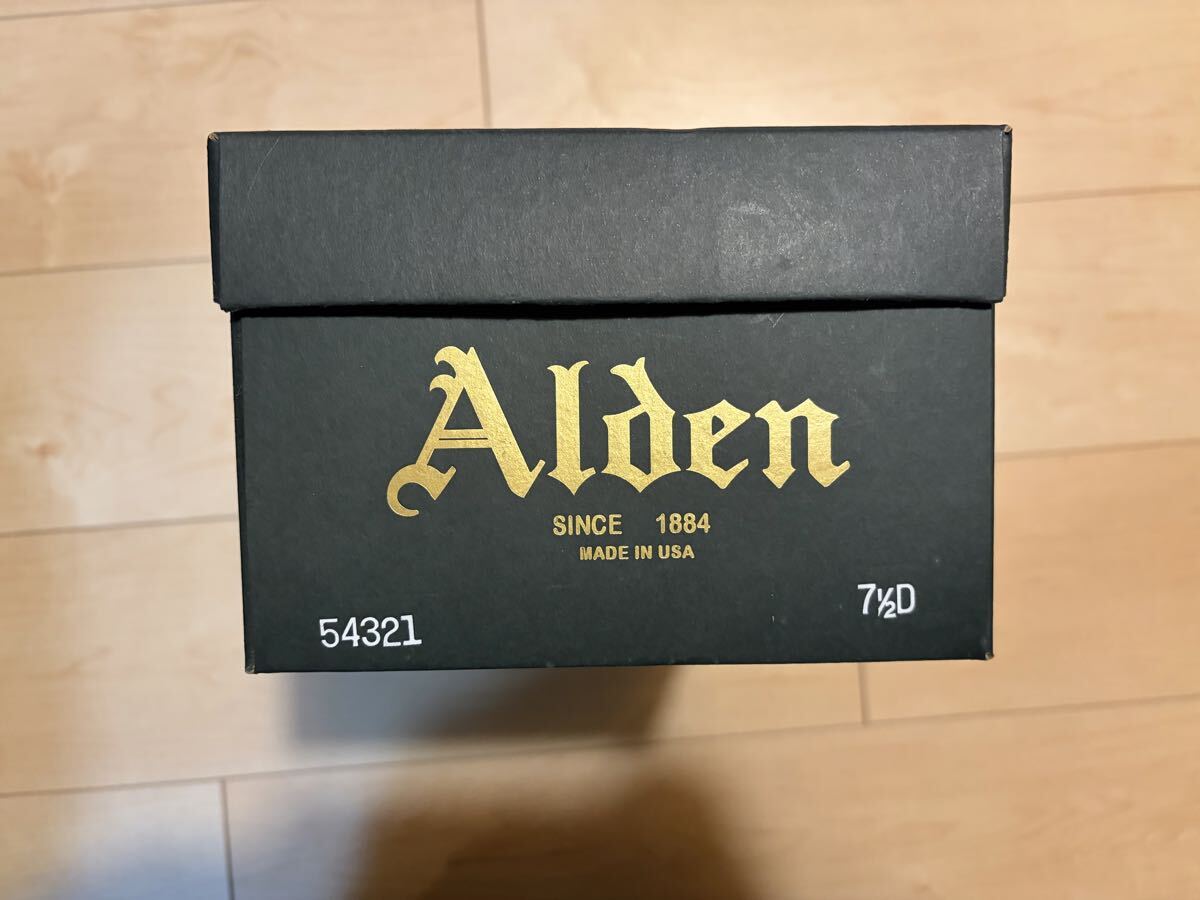 Alden
SINCE 1884
MADE IN USA
54321
7½D